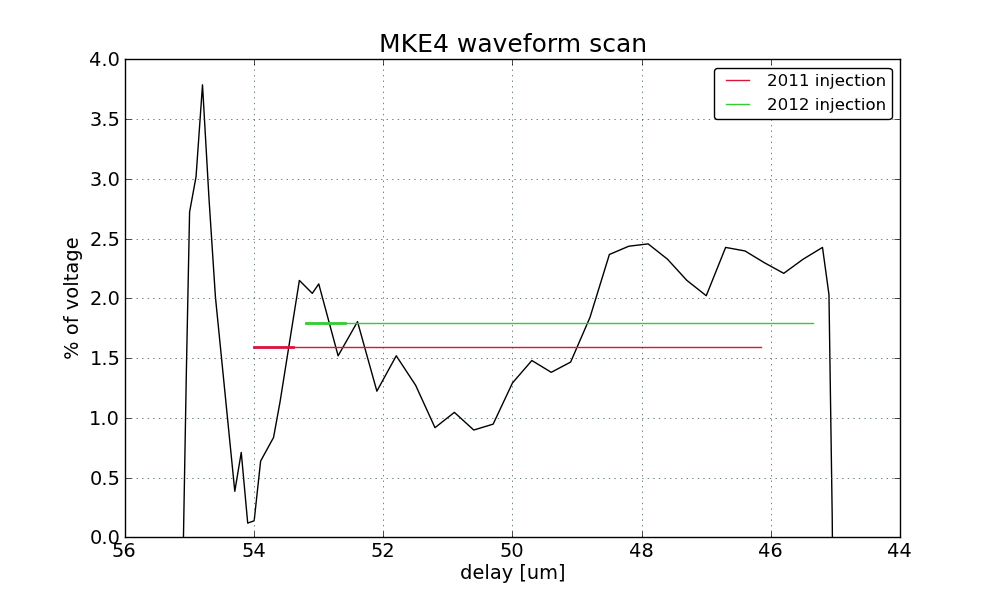 MKE4 waveform scan
4.0
3.5
3.0
2.5
2.0
1.5
1.0
0.5
0.0
% of voltage
2011 injection
2012 injection
56 54 52 50 48 46 44
delay [um]